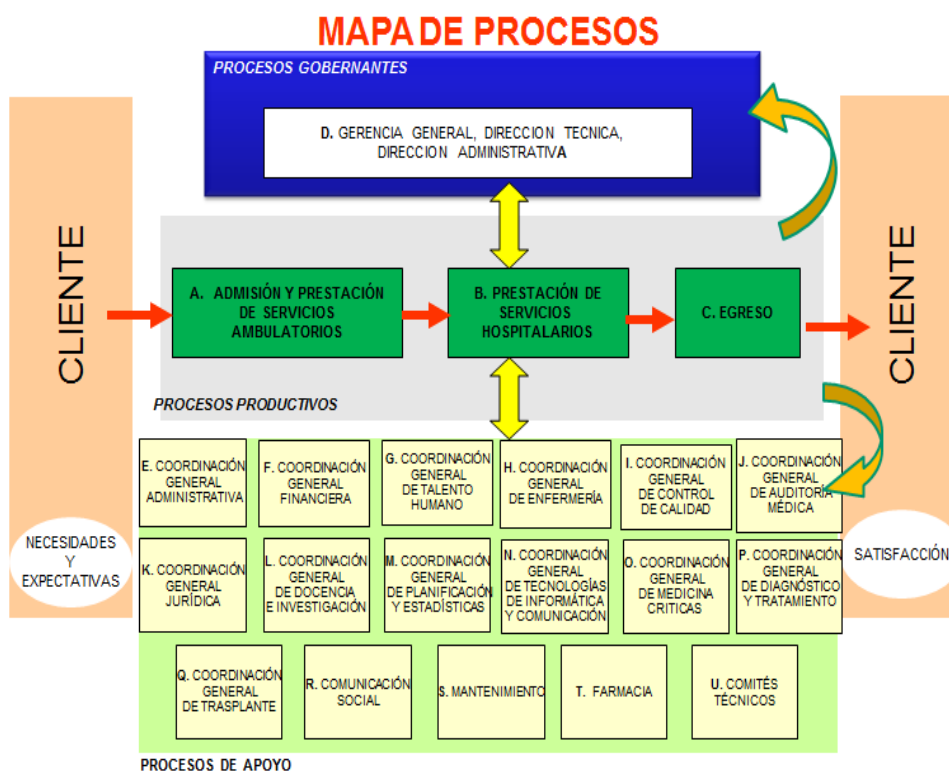 MAPA DE PROCESOS
PROCESOS GOBERNANTES
D. GERENCIA GENERAL, DIRECCION TECNICA,
DIRECCION ADMINISTRATIVA
CLIENTE
NECESIDADES
Y
EXPECTATIVAS
A. ADMISIÓN Y PRESTACIÓN
DE SERVICIOS
AMBULATORIOS
B. PRESTACIÓN DE
SERVICIOS
HOSPITALARIOS
C. EGRESO
PROCESOS PRODUCTIVOS
CLIENTE
SATISFACCIÓN
E. COORDINACIÓN
GENERAL
ADMINISTRATIVA
F. COORDINACIÓN
GENERAL
FINANCIERA
G. COORDINACIÓN
GENERAL
DE TALENTO
HUMANO
H. COORDINACIÓN
GENERAL
DE ENFERMERÍA
I. COORDINACIÓN
GENERAL
DE CONTROL
DE CALIDAD
J. COORDINACIÓN
GENERAL
DE AUDITORÍA
MÉDICA
K. COORDINACIÓN
GENERAL
JURÍDICA
L. COORDINACIÓN
GENERAL
DE DOCENCIA
E INVESTIGACIÓN
M. COORDINACIÓN
GENERAL
DE PLANIFICACIÓN
Y ESTADÍSTICAS
N. COORDINACIÓN
GENERAL
DE TECNOLOGÍAS
DE INFORMÁTICA
Y COMUNICACIÓN
O. COORDINACIÓN
GENERAL
DE MEDICINA
CRITICAS
P. COORDINACIÓN
GENERAL
DE DIAGNÓSTICO
Y TRATAMIENTO
Q. COORDINACIÓN
GENERAL
DE TRASPLANTE
R. COMUNICACIÓN
SOCIAL
S. MANTENIMIENTO
T. FARMACIA
U. COMITÉS
TÉCNICOS
PROCESOS DE APOYO